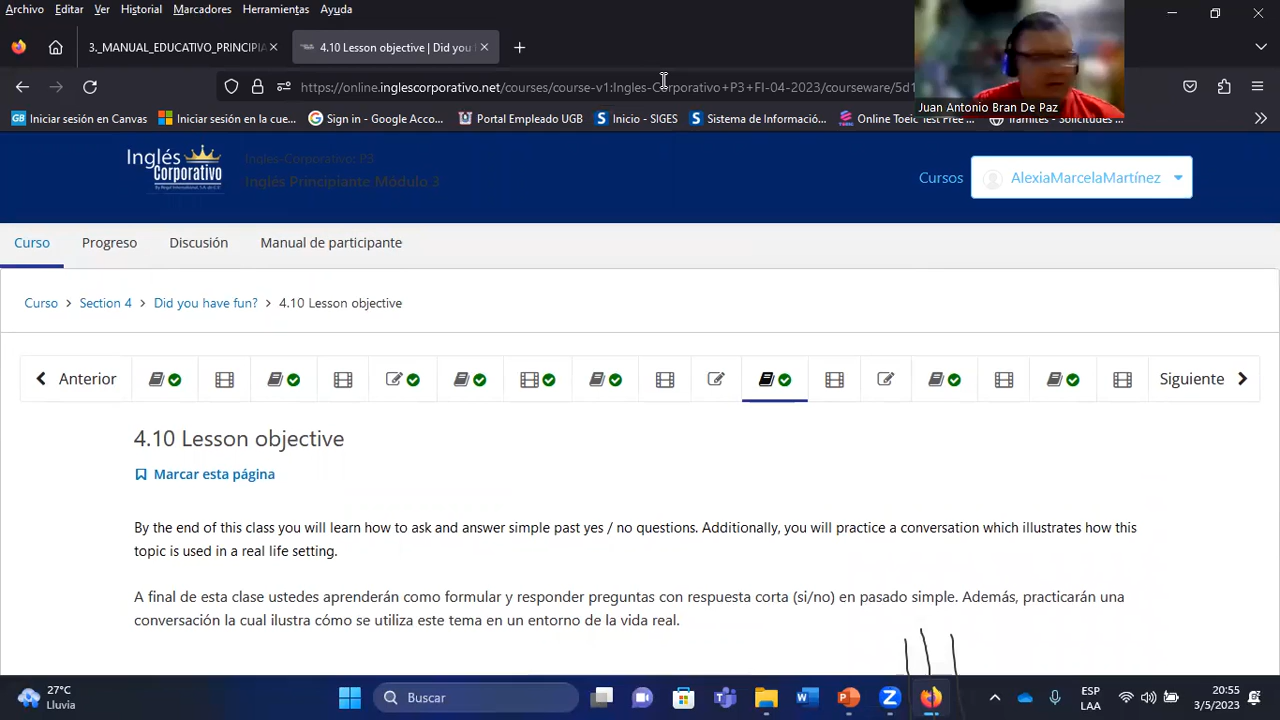 Archivo Editar Ver Historial Marcadores Herramientas Ayuda
3._MANUAL_EDUCATIVO_PRINCIPIA
4.10 Lesson objective | Did you
https://online.inglescorporativo.net/courses/course-v1:Ingles-Corporativo+P3+FI-04-2023/courseware/5d1
Juan Antonio Bran De Paz
Iniciar sesión en Canvas
Iniciar sesión en la cue...
Sign in - Google Acco...
Portal Empleado UGB
Inicio - SIGES
Sistema de Informació...
Online TOEIC Test Free ...
Trámites - Solicitudes ...
Inglés
Corporativo
Ingles-Corporativo: P3
Inglés Principiante Módulo 3
Cursos
AlexiaMarcelaMartínez
Curso Progreso Discusión Manual de participante
Curso > Section 4 > Did you have fun? > 4.10 Lesson objective
Anterior
Siguiente
4.10 Lesson objective
Marcar esta página
By the end of this class you will learn how to ask and answer simple past yes / no questions. Additionally, you will practice a conversation which illustrates how this
topic is used in a real life setting.
A final de esta clase ustedes aprenderán como formular y responder preguntas con respuesta corta (si/no) en pasado simple. Además, practicarán una
conversación la cual ilustra cómo se utiliza este tema en un entorno de la vida real.
27°C
Lluvia
Buscar
ESP
LAA
20:55
3/5/2023